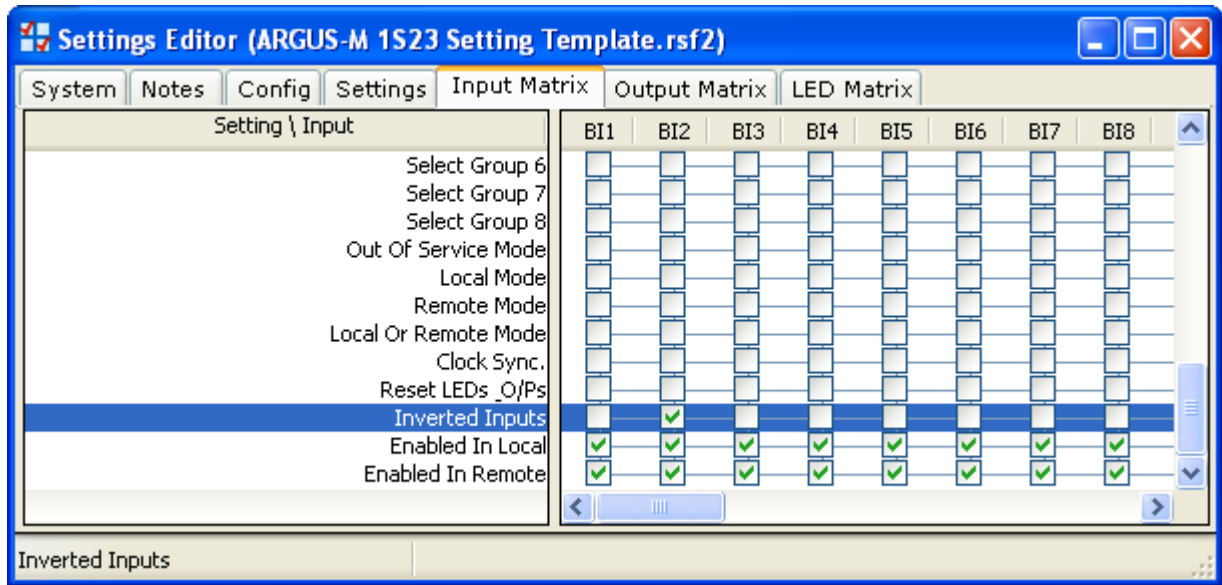 Settings Editor (ARGUS-M 1S23 Setting Template.rsf2)
System Notes Config Settings Input Matrix Output Matrix LED Matrix
Setting \ Input BI1 BI2 BI3 BI4 BI5 BI6 BI7 BI8
Select Group 6
Select Group 7
Select Group 8
Out Of Service Mode
Local Mode
Remote Mode
Local Or Remote Mode
Clock Sync.
Reset LEDs _O/Ps
Inverted Inputs
Enabled In Local
Enabled In Remote
Inverted Inputs